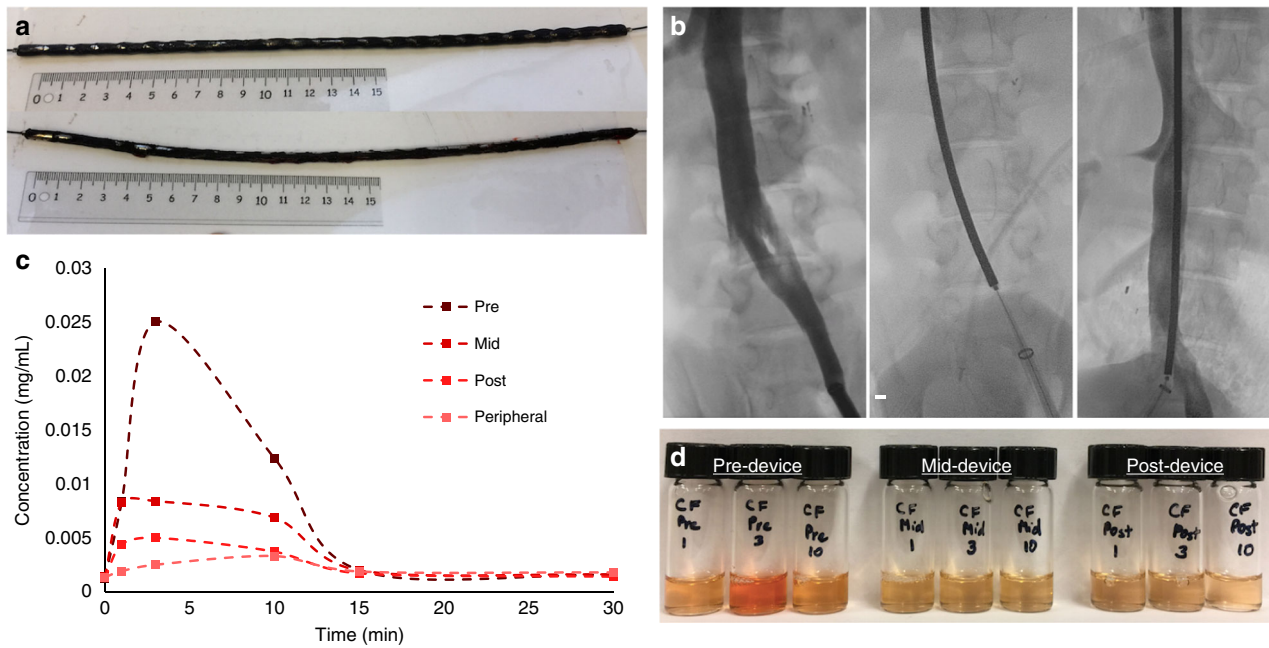 a
0 1 2 3 4 5 6 7 8 9 10 11 12 13 14 15
0 1 2 3 4 5 6 7 8 9 10 11 12 13 14 15
b
c
Concentration (mg/mL)
0.03
0.025
0.02
0.015
0.01
0.005
0
0 5 10 15 20 25 30
Time (min)
Pre
Mid
Post
Peripheral
d
Pre-device Mid-device Post-device
CF Pre 1
CF Pre 3
CF Pre 10
CF Mid 1
CF Mid 3
CF Mid 10
CF Post 1
CF Post 3
CF Post 10